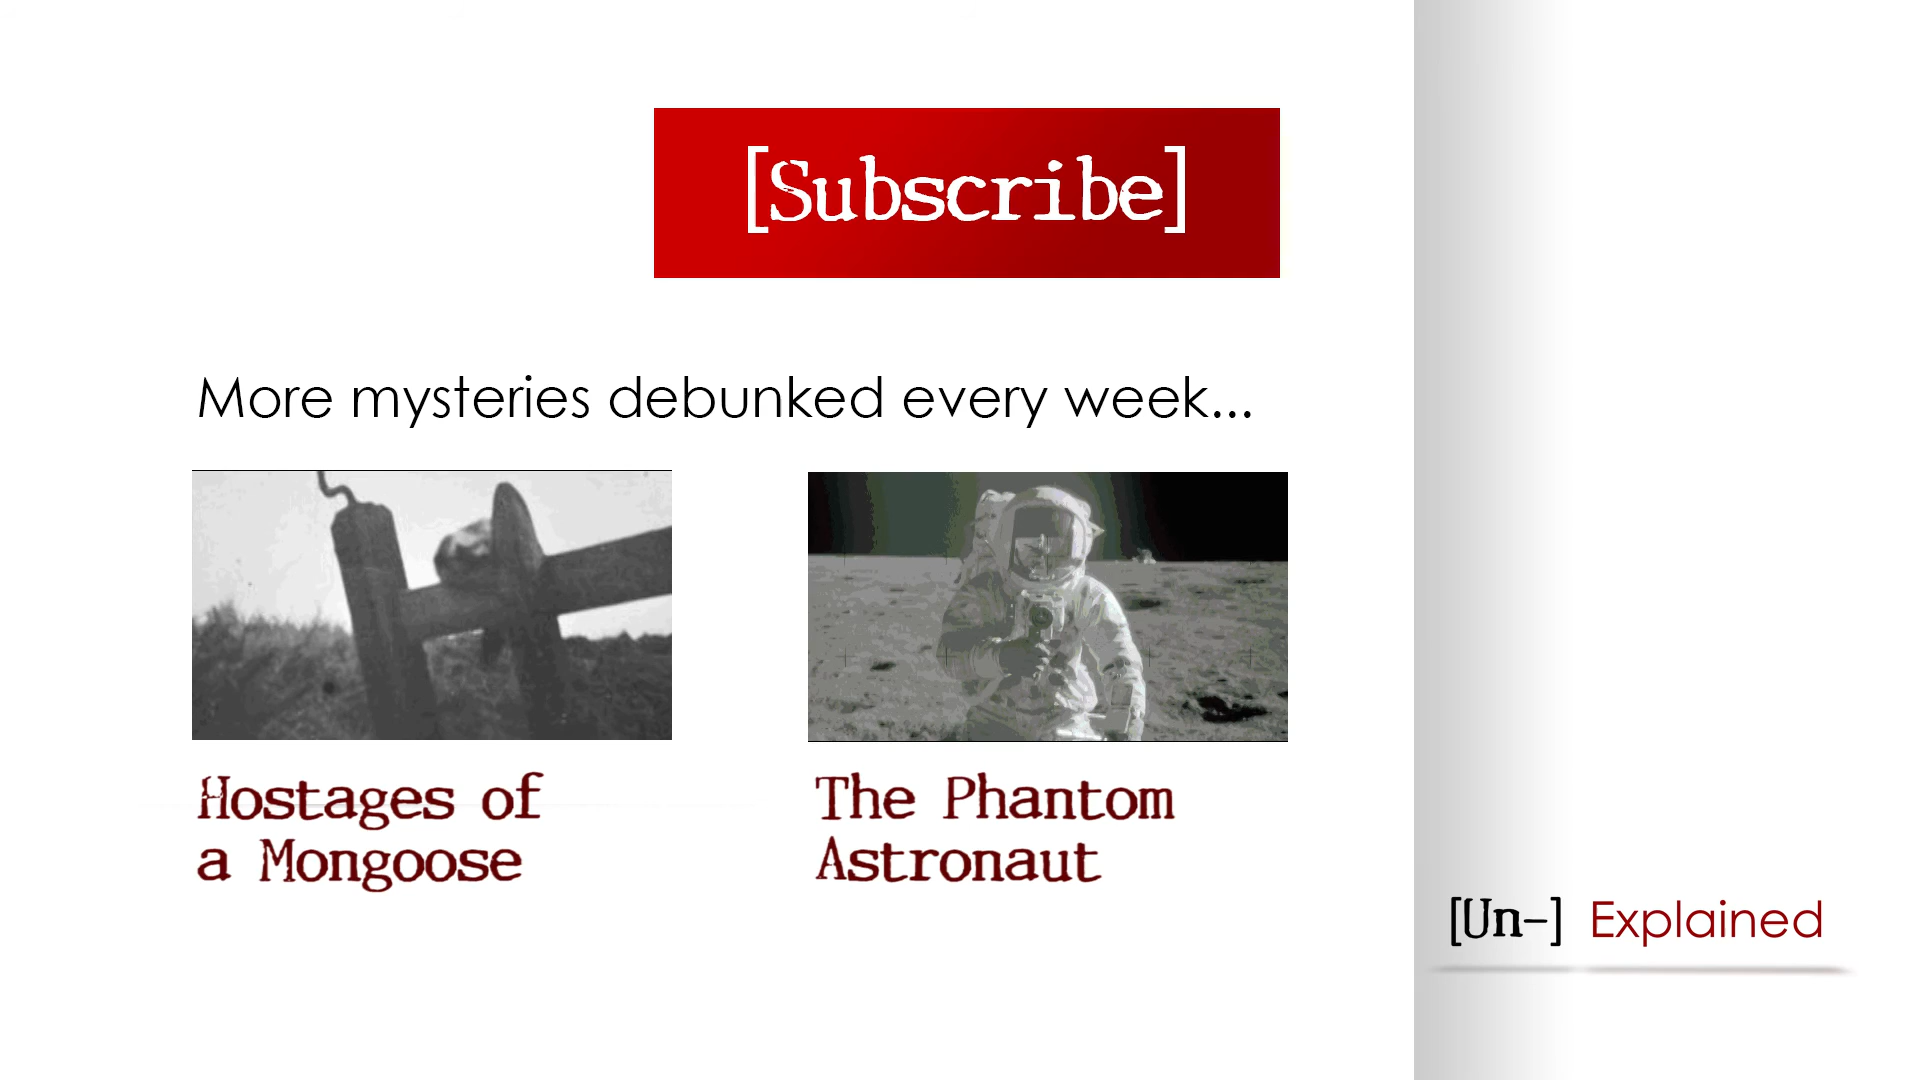 [Subscribe]
More mysteries debunked every week...
Hostages of
a Mongoose
The Phantom
Astronaut
[Un-] Explained